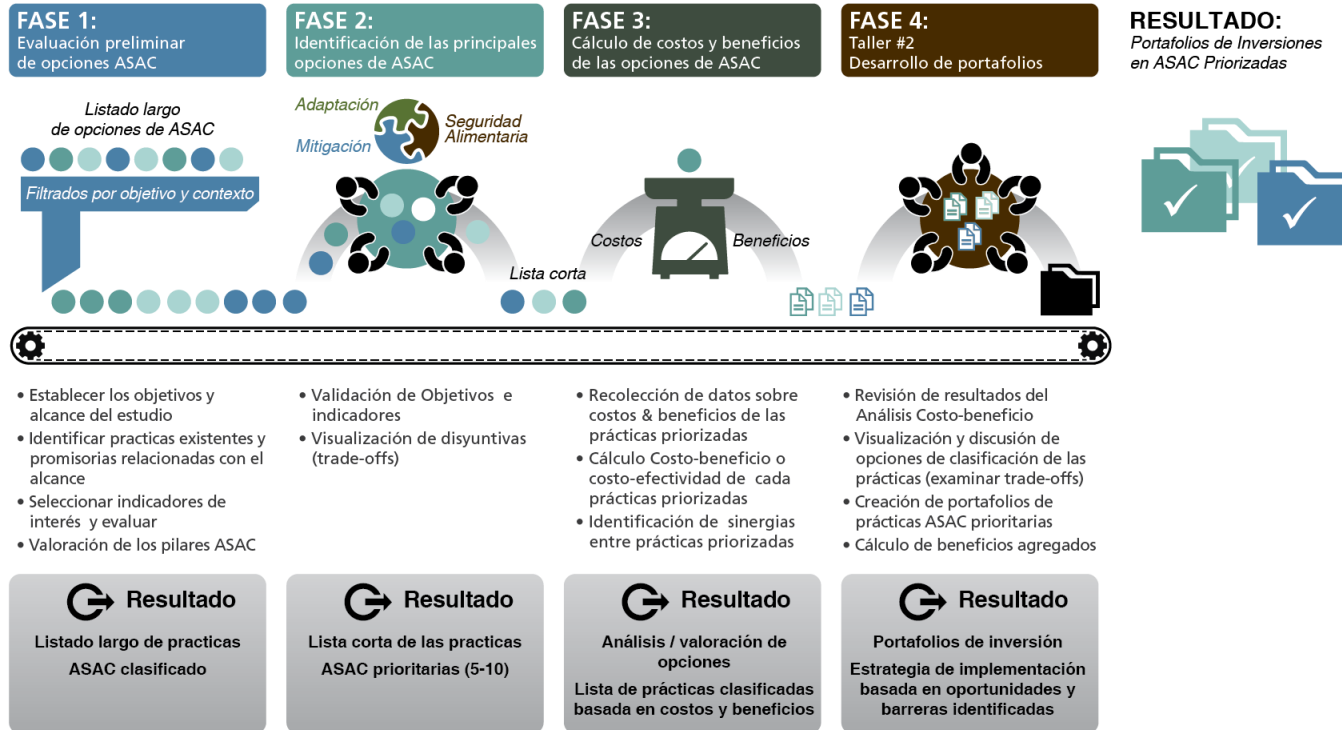 FASE 1:
Evaluación preliminar
de opciones ASAC
FASE 2:
Identificación de las principales
opciones de ASAC
FASE 3:
Cálculo de costos y beneficios
de las opciones de ASAC
FASE 4:
Taller #2
Desarrollo de portafolios
RESULTADO:
Portafolios de Inversiones
en ASAC Priorizadas
Listado largo
de opciones de ASAC
Filtrados por objetivo y contexto
Adaptación
Seguridad
Alimentaria
Mitigación
Lista corta
Costos
Beneficios
• Establecer los objetivos y
alcance del estudio
• Identificar practicas existentes y
promisorias relacionadas con el
alcance
• Seleccionar indicadores de
interés y evaluar
• Valoración de los pilares ASAC
• Validación de Objetivos e
indicadores
• Visualización de disyuntivas
(trade-offs)
• Recolección de datos sobre
costos & beneficios de las
prácticas priorizadas
• Cálculo Costo-beneficio o
costo-efectividad de cada
prácticas priorizadas
• Identificación de sinergias
entre prácticas priorizadas
• Revisión de resultados del
Análisis Costo-beneficio
• Visualización y discusión de
opciones de clasificación de las
prácticas (examinar trade-offs)
• Creación de portafolios de
prácticas ASAC prioritarias
• Cálculo de beneficios agregados
Resultado
Listado largo de practicas
ASAC clasificado
Resultado
Lista corta de las practicas
ASAC prioritarias (5-10)
Resultado
Análisis / valoración de
opciones
Lista de prácticas clasificadas
basada en costos y beneficios
Resultado
Portafolios de inversión
Estrategia de implementación
basada en oportunidades y
barreras identificadas